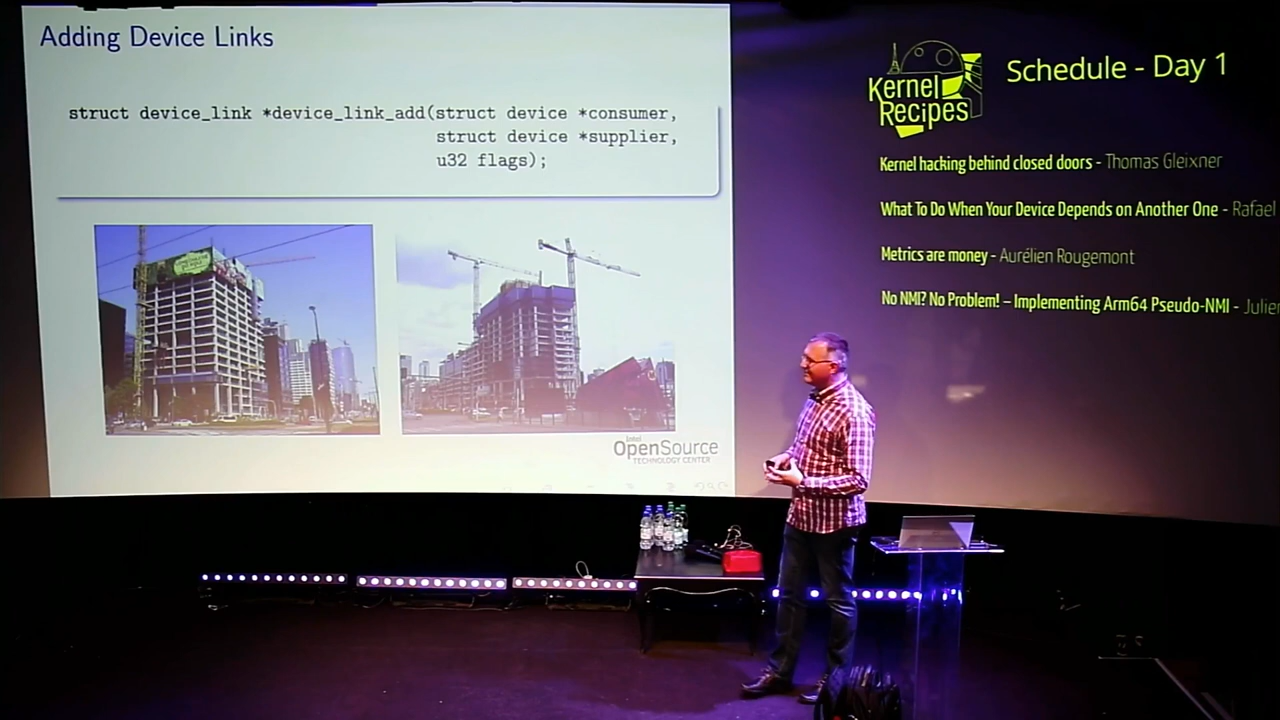 Adding Device Links
struct device_link *device_link_add(struct device *consumer,
struct device *supplier,
u32 flags);
Intel
OpenSource
TECHNOLOGY CENTER
Kernel
Recipes
Schedule - Day 1
Kernel hacking behind closed doors - Thomas Gleixner
What To Do When Your Device Depends on Another One - Rafael
Metrics are money - Aurélien Rougemont
No NMI? No Problem! – Implementing Arm64 Pseudo-NMI - Julien